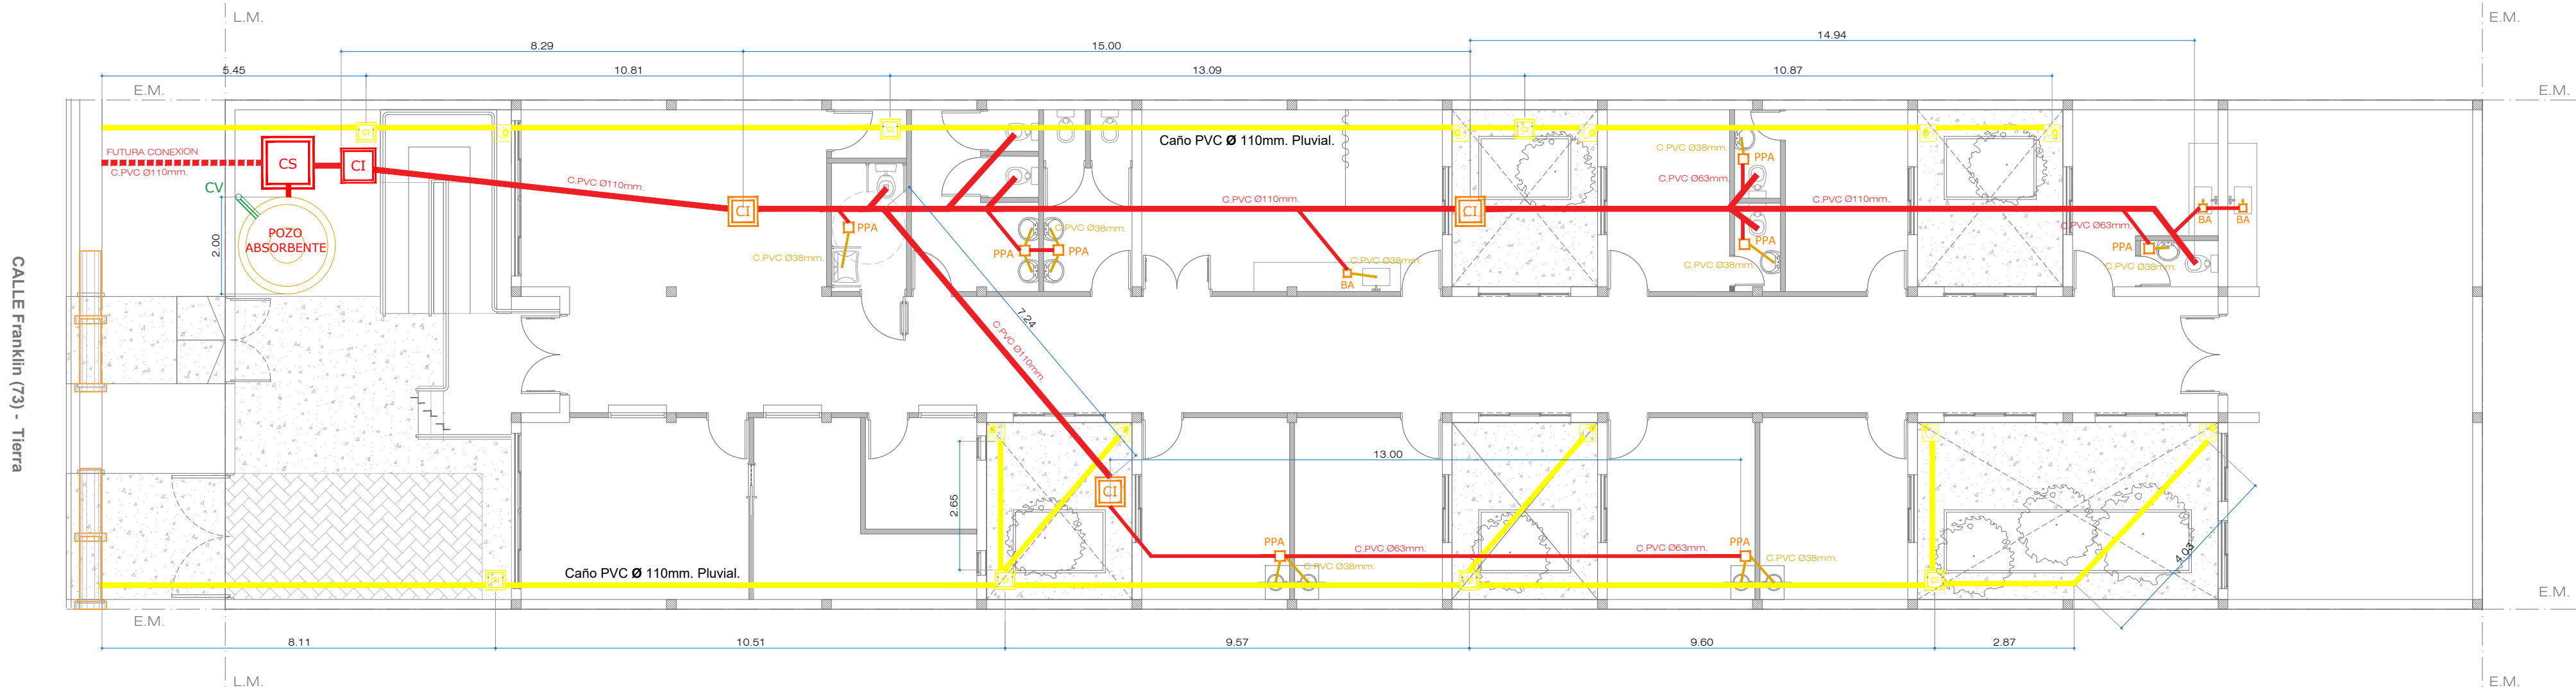 L.M.
E.M.
14.94
8.29
15.00
5.45
10.81
13.09
10.87
E.M.
E.M.
Caño PVC Ø 110mm. Pluvial.
FUTURA CONEXION
C.PVC Ø110mm.
CS
CI
CV
C.PVC Ø110mm.
POZO
ABSORBENTE
2.00
CI
PPA
C.PVC Ø38mm.
C.PVC Ø38mm.
PPA
PPA
C.PVC Ø110mm.
C.PVC Ø38mm.
BA
CI
C.PVC Ø38mm.
PPA
C.PVC Ø63mm.
PPA
C.PVC Ø38mm.
C.PVC Ø110mm.
C.PVC Ø63mm.
BA
BA
PPA
C.PVC Ø38mm.
CALLE Franklin (73) - Tierra
7.24
C.PVC Ø110mm.
13.00
2.65
CI
PPA
C.PVC Ø63mm.
C.PVC Ø38mm.
C.PVC Ø63mm.
PPA
C.PVC Ø38mm.
4.03
Caño PVC Ø 110mm. Pluvial.
E.M.
E.M.
8.11
10.51
9.57
9.60
2.87
L.M.
E.M.